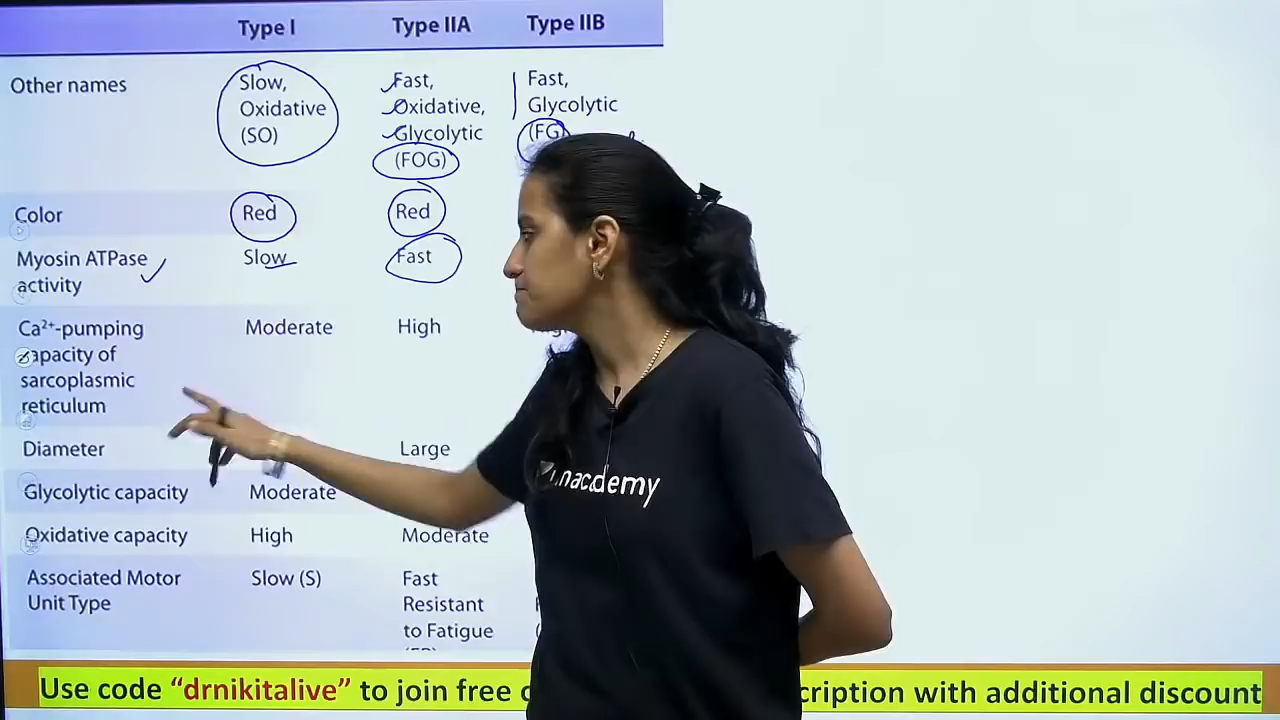 Type I Type IIA Type IIB
Other names
Slow,
Oxidative
(SO)
Fast,
Oxidative,
Glycolytic
(FOG)
Fast,
Glycolytic
(FG)
Color Red Red
Myosin ATPase
activity
Slow Fast
Ca²⁺-pumping
capacity of
sarcoplasmic
reticulum
Moderate High
Diameter Large
Glycolytic capacity Moderate
Oxidative capacity High Moderate
Associated Motor
Unit Type
Slow (S)
Fast
Resistant
to Fatigue
unacademy
Use code “drnikitalive” to join free
cription with additional discount